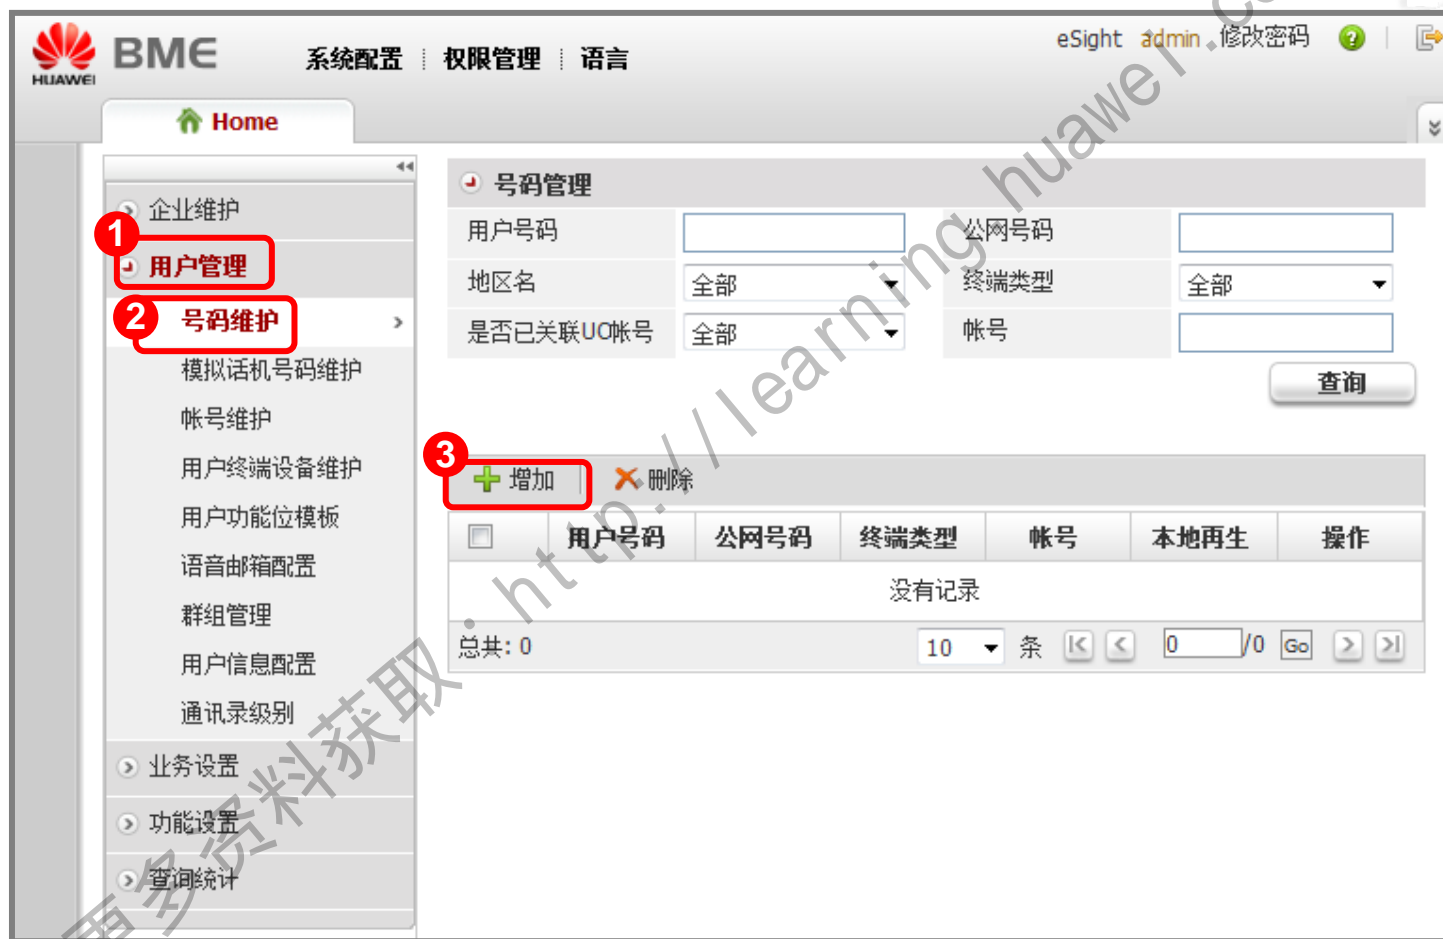 HUAWEI BME 系统配置 权限管理 语言 eSight admin 修改密码
Home
号码管理
企业维护
1
用户号码 公网号码
用户管理
地区名 全部 终端类型 全部
2 号码维护
是否已关联UC帐号 全部 帐号
模拟话机号码维护
查询
帐号维护
3
用户终端设备维护
增加 删除
用户功能位模板
用户号码 公网号码 终端类型 帐号 本地再生 操作
语音邮箱配置
没有记录
群组管理
总共: 0 10 条 0 /0 Go
用户信息配置
通讯录级别
业务设置
功能设置
查询统计
更多资料获取:http://learning.huawei.c